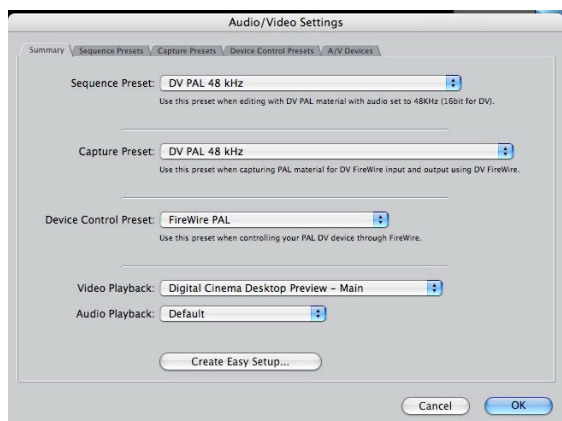 Audio/Video Settings
Summary Sequence Presets Capture Presets Device Control Presets A/V Devices
Sequence Preset: DV PAL 48 kHz
Use this preset when editing with DV PAL material with audio set to 48KHz (16bit for DV).
Capture Preset: DV PAL 48 kHz
Use this preset when capturing PAL material for DV FireWire input and output using DV FireWire.
Device Control Preset: FireWire PAL
Use this preset when controlling your PAL DV device through FireWire.
Video Playback: Digital Cinema Desktop Preview – Main
Audio Playback: Default
Create Easy Setup...
Cancel OK